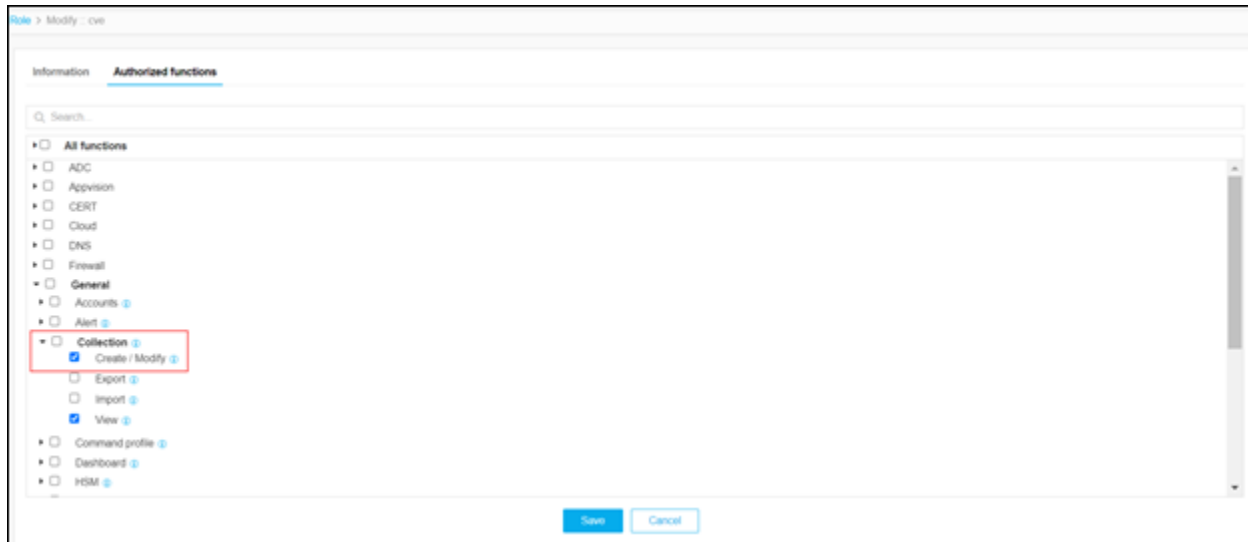 Role > Modify :: cve
Information Authorized functions
Search...
All functions
ADC
Appvision
CERT
Cloud
DNS
Firewall
General
Accounts
Alert
Collection
Create / Modify
Export
Import
View
Command profile
Dashboard
HSM
Save Cancel